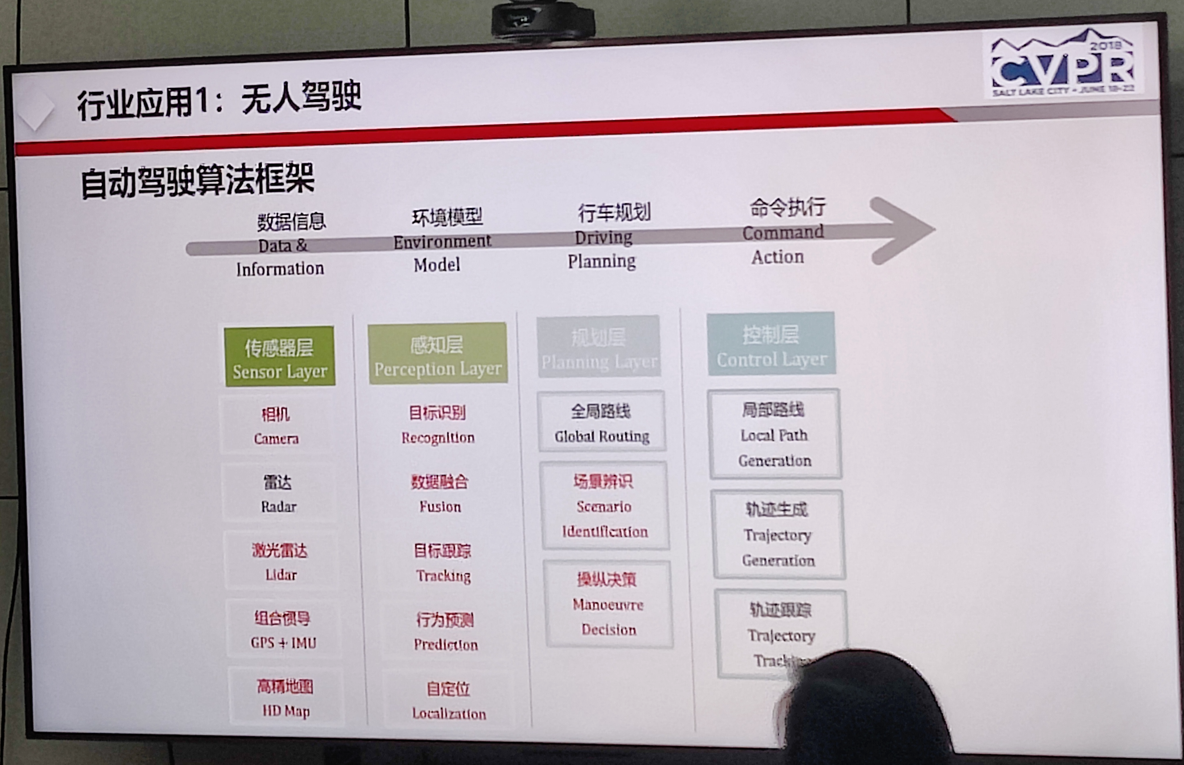 行业应用1：无人驾驶
2018
CVPR
SALT LAKE CITY • JUNE 18-22
自动驾驶算法框架
数据信息
Data &
Information
环境模型
Environment
Model
行车规划
Driving
Planning
命令执行
Command
Action
传感器层
Sensor Layer
相机
Camera
雷达
Radar
激光雷达
Lidar
组合惯导
GPS + IMU
高精地图
HD Map
感知层
Perception Layer
目标识别
Recognition
数据融合
Fusion
目标跟踪
Tracking
行为预测
Prediction
自定位
Localization
规划层
Planning Layer
全局路线
Global Routing
场景辨识
Scenario
Identification
操纵决策
Manoeuvre
Decision
控制层
Control Layer
局部路线
Local Path
Generation
轨迹生成
Trajectory
Generation
轨迹跟踪
Trajectory